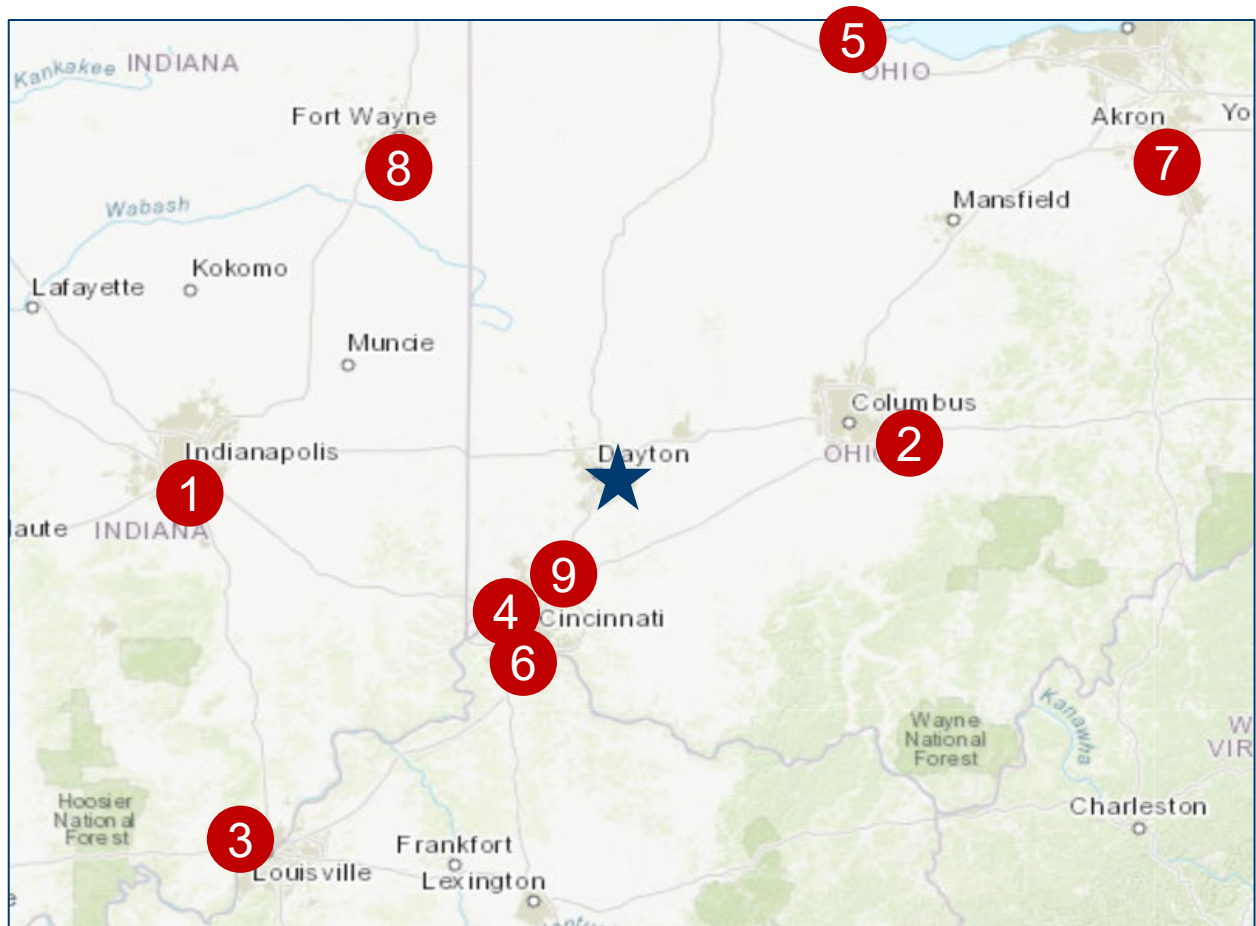 5
Kankakee
INDIANA
OHIO
Fort Wayne
Akron
Yo
8
7
Mansfield
Wabash
Kokomo
Lafayette
Muncie
Columbus
Indianapolis
Dayton
OHIO
2
1
laute
INDIANA
9
4
Cincinnati
6
Kanawha
Wayne
National
Forest
W
VIR
Hoosier
National
Forest
Charleston
3
Frankfort
Louisville
Lexington
e